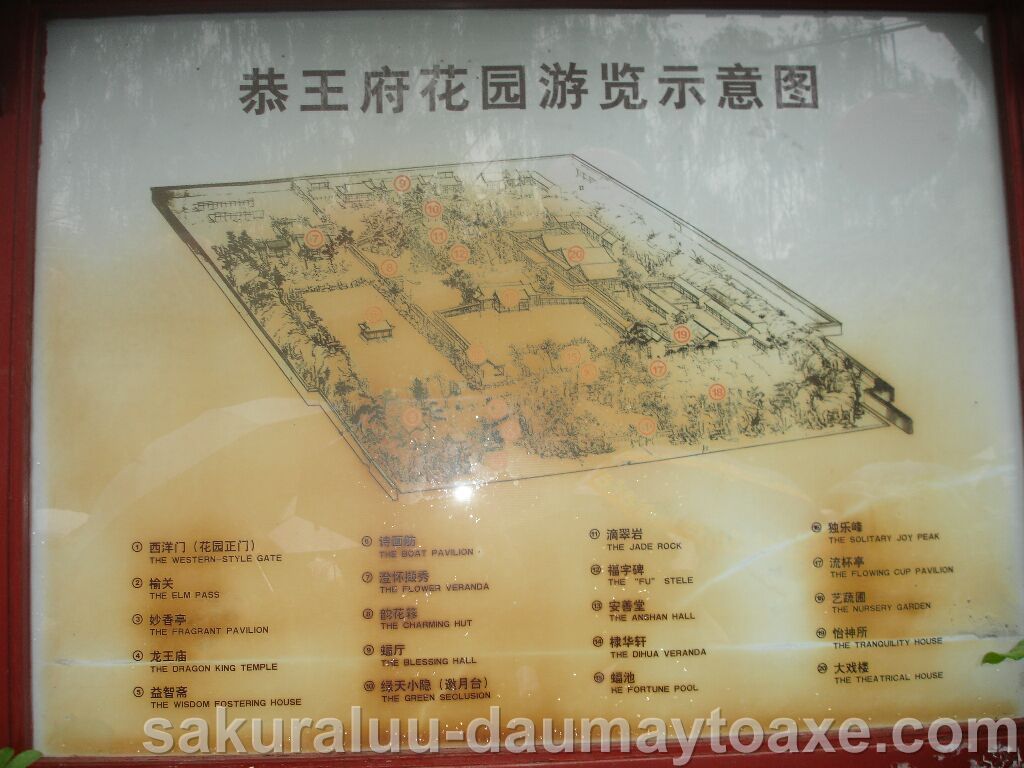 恭王府花园游览示意图
① 西洋门（花园正门）
THE WESTERN-STYLE GATE
② 榆关
THE ELM PASS
③ 妙香亭
THE FRAGRANT PAVILION
④ 龙王庙
THE DRAGON KING TEMPLE
⑤ 益智斋
THE WISDOM FOSTERING HOUSE
⑥ 诗画舫
THE BOAT PAVILION
⑦ 澄怀撷秀
THE FLOWER VERANDA
⑧ 韵花簃
THE CHARMING HUT
⑨ 蝠厅
THE BLESSING HALL
⑩ 绿天小隐（邀月台）
THE GREEN SECLUSION
⑪ 滴翠岩
THE JADE ROCK
⑫ 福字碑
THE "FU" STELE
⑬ 安善堂
THE ANSHAN HALL
⑭ 棣华轩
THE DIHUA VERANDA
⑮ 蝠池
HE FORTUNE POOL
⑯ 独乐峰
THE SOLITARY JOY PEAK
⑰ 流杯亭
THE FLOWING CUP PAVILION
⑱ 艺蔬圃
THE NURSERY GARDEN
⑲ 怡神所
THE TRANQUILITY HOUSE
⑳ 大戏楼
THE THEATRICAL HOUSE
sakuraluu-daumaytoaxe.com